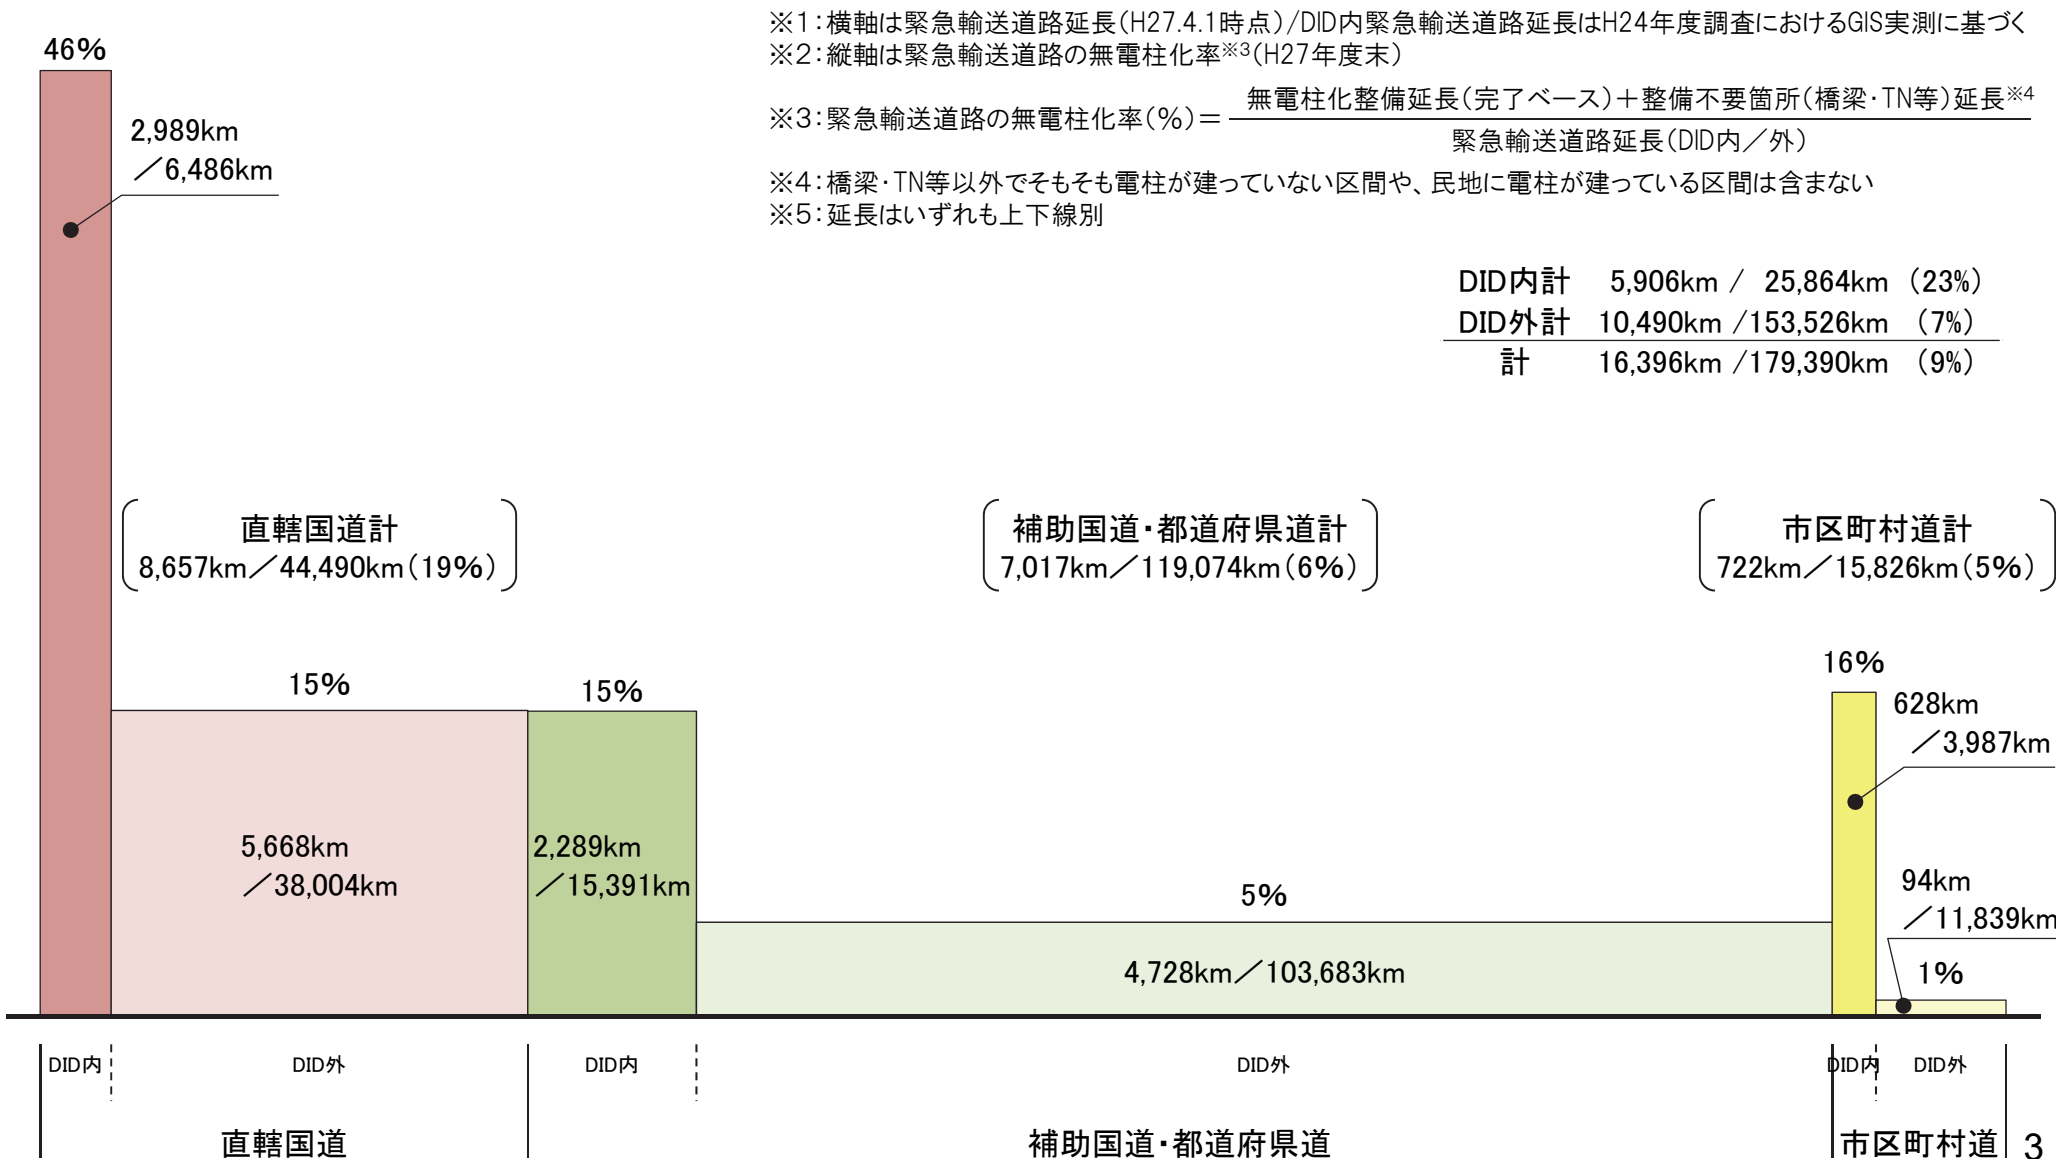 ※1：横軸は緊急輸送道路延長（H27.4.1時点）/DID内緊急輸送道路延長はH24年度調査におけるGIS実測に基づく
※2：縦軸は緊急輸送道路の無電柱化率※3（H27年度末）
※3：緊急輸送道路の無電柱化率（%）＝
無電柱化整備延長（完了ベース）＋整備不要箇所（橋梁・TN等）延長※4
緊急輸送道路延長（DID内／外）
※4：橋梁・TN等以外でそもそも電柱が建っていない区間や、民地に電柱が建っている区間は含まない
※5：延長はいずれも上下線別
46%
2,989km
／6,486km
DID内計 5,906km / 25,864km （23%）
DID外計 10,490km /153,526km （7%）
計 16,396km /179,390km （9%）
直轄国道計
8,657km／44,490km（19%）
補助国道・都道府県道計
7,017km／119,074km（6%）
市区町村道計
722km／15,826km（5%）
15%
5,668km
／38,004km
15%
2,289km
／15,391km
5%
4,728km／103,683km
16%
628km
／3,987km
94km
／11,839km
1%
DID内 DID外 DID内 DID外 DID内 DID外
直轄国道 補助国道・都道府県道 市区町村道 3